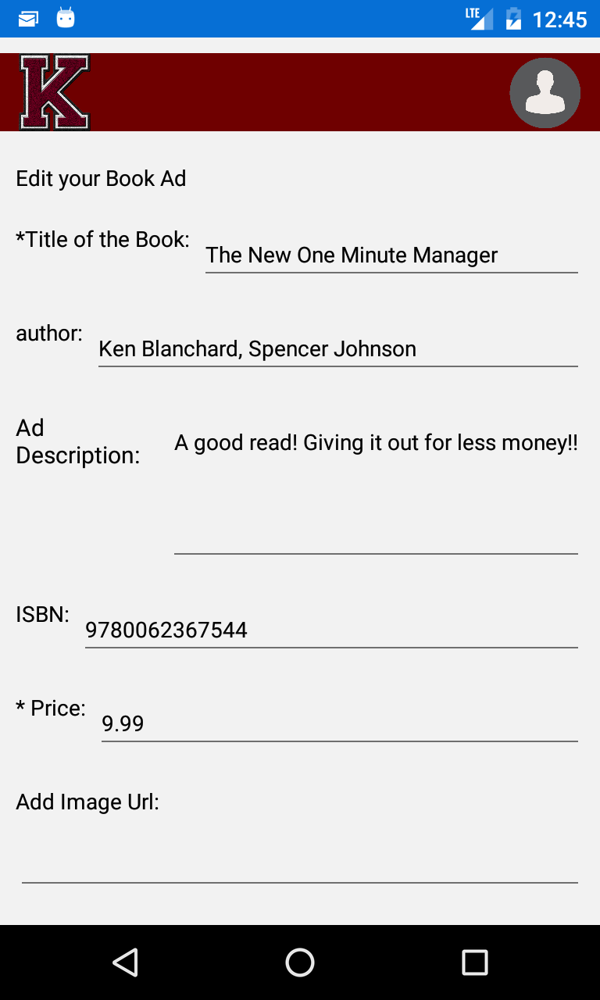 LTE 12:45
K
Edit your Book Ad
*Title of the Book: The New One Minute Manager
author: Ken Blanchard, Spencer Johnson
Ad
Description: A good read! Giving it out for less money!!
ISBN: 9780062367544
* Price: 9.99
Add Image Url: